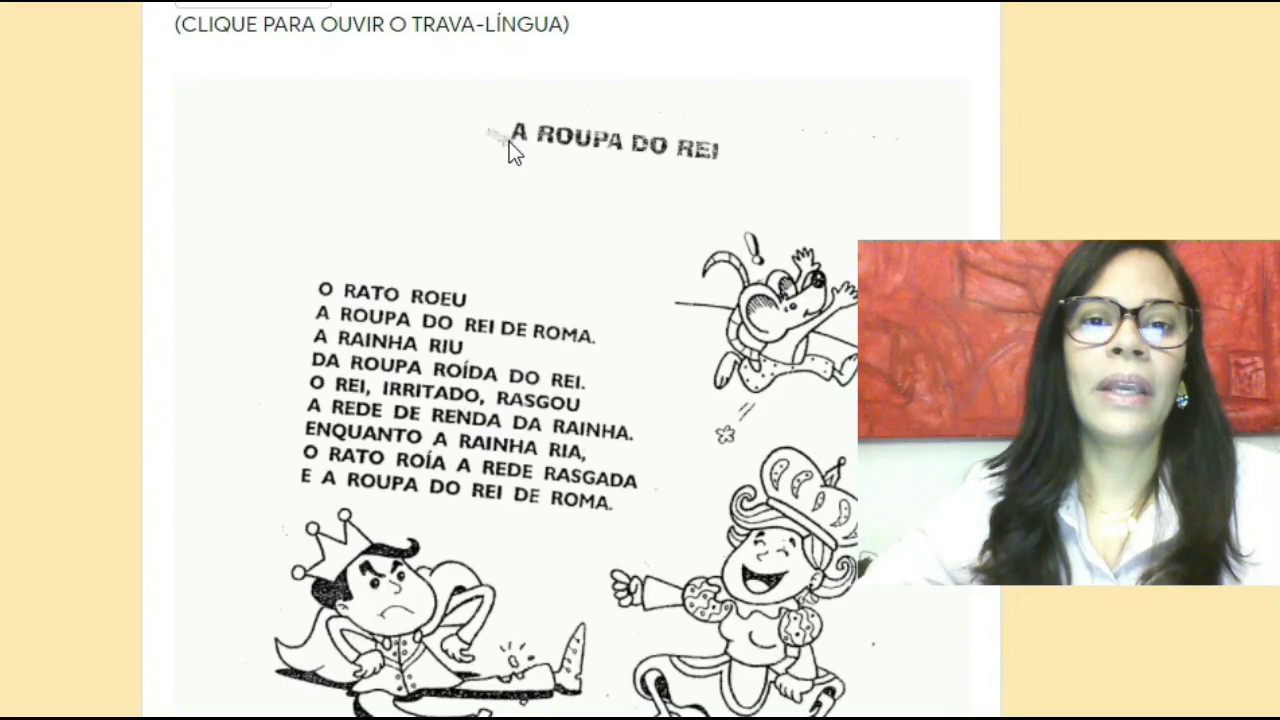 (CLIQUE PARA OUVIR O TRAVA-LÍNGUA)
A ROUPA DO REI
O RATO ROEU
A ROUPA DO REI DE ROMA.
A RAINHA RIU
DA ROUPA ROÍDA DO REI.
O REI, IRRITADO, RASGOU
A REDE DE RENDA DA RAINHA.
ENQUANTO A RAINHA RIA,
O RATO ROÍA A REDE RASGADA
E A ROUPA DO REI DE ROMA.